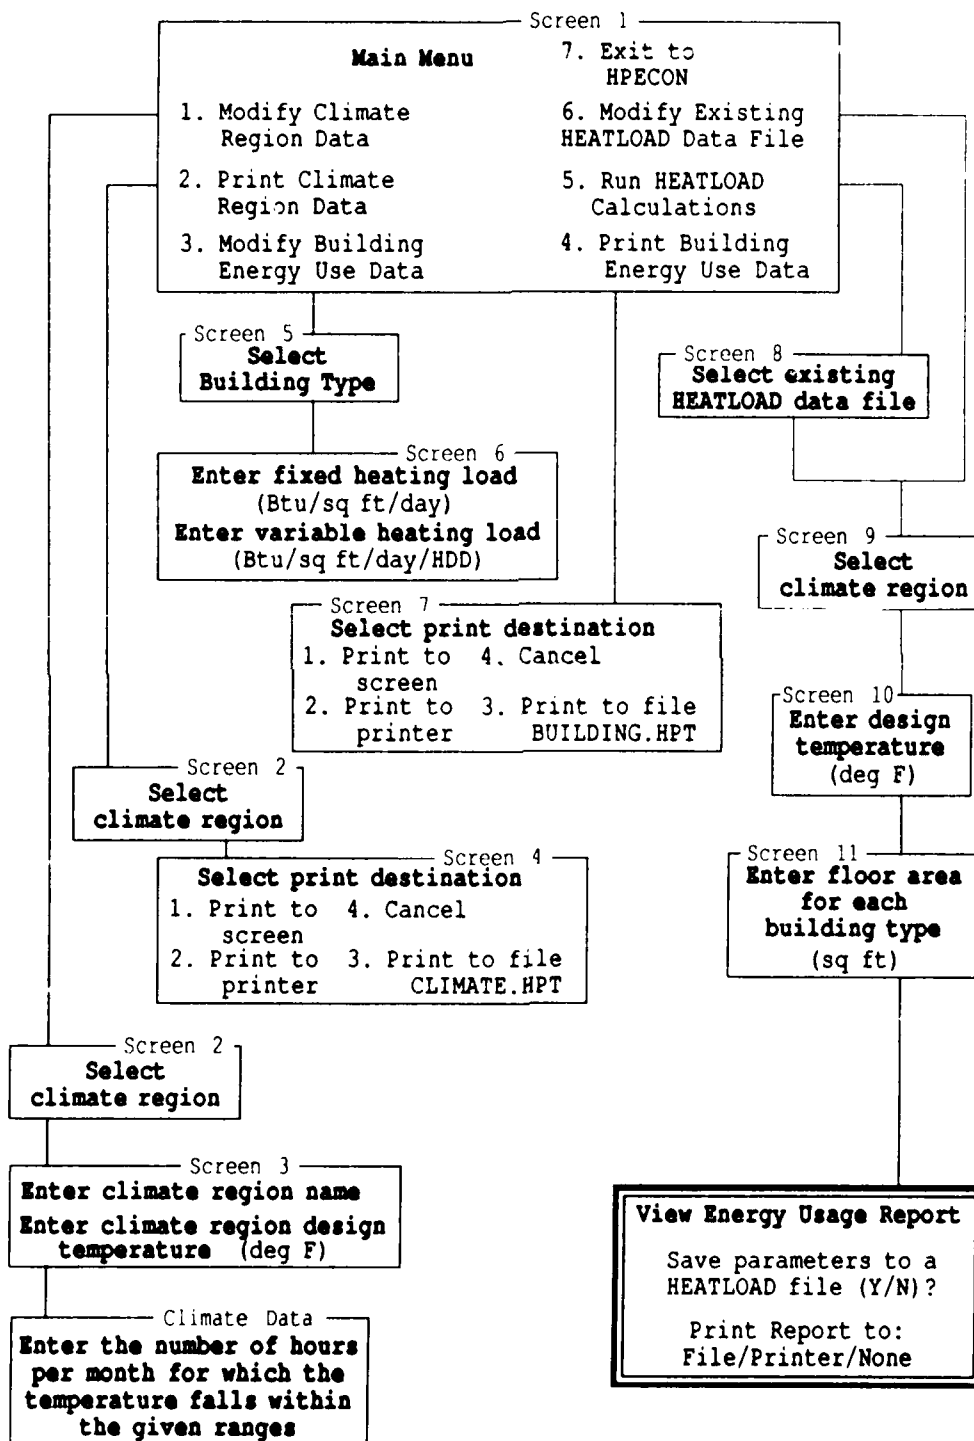 Screen 1
Main Menu
1. Modify Climate
Region Data
2. Print Climate
Region Data
3. Modify Building
Energy Use Data
7. Exit to
HPECON
6. Modify Existing
HEATLOAD Data File
5. Run HEATLOAD
Calculations
4. Print Building
Energy Use Data
Screen 5
Select
Building Type
Screen 6
Enter fixed heating load
(Btu/sq ft/day)
Enter variable heating load
(Btu/sq ft/day/HDD)
Screen 8
Select existing
HEATLOAD data file
Screen 9
Select
climate region
Screen 7
Select print destination
1. Print to
screen
2. Print to
printer
4. Cancel
3. Print to file
BUILDING.HPT
Screen 10
Enter design
temperature
(deg F)
Screen 2
Select
climate region
Screen 4
Select print destination
1. Print to
screen
2. Print to
printer
4. Cancel
3. Print to file
CLIMATE.HPT
Screen 11
Enter floor area
for each
building type
(sq ft)
Screen 2
Select
climate region
Screen 3
Enter climate region name
Enter climate region design
temperature (deg F)
Climate Data
Enter the number of hours
per month for which the
temperature falls within
the given ranges
View Energy Usage Report
Save parameters to a
HEATLOAD file (Y/N)?
Print Report to:
File/Printer/None